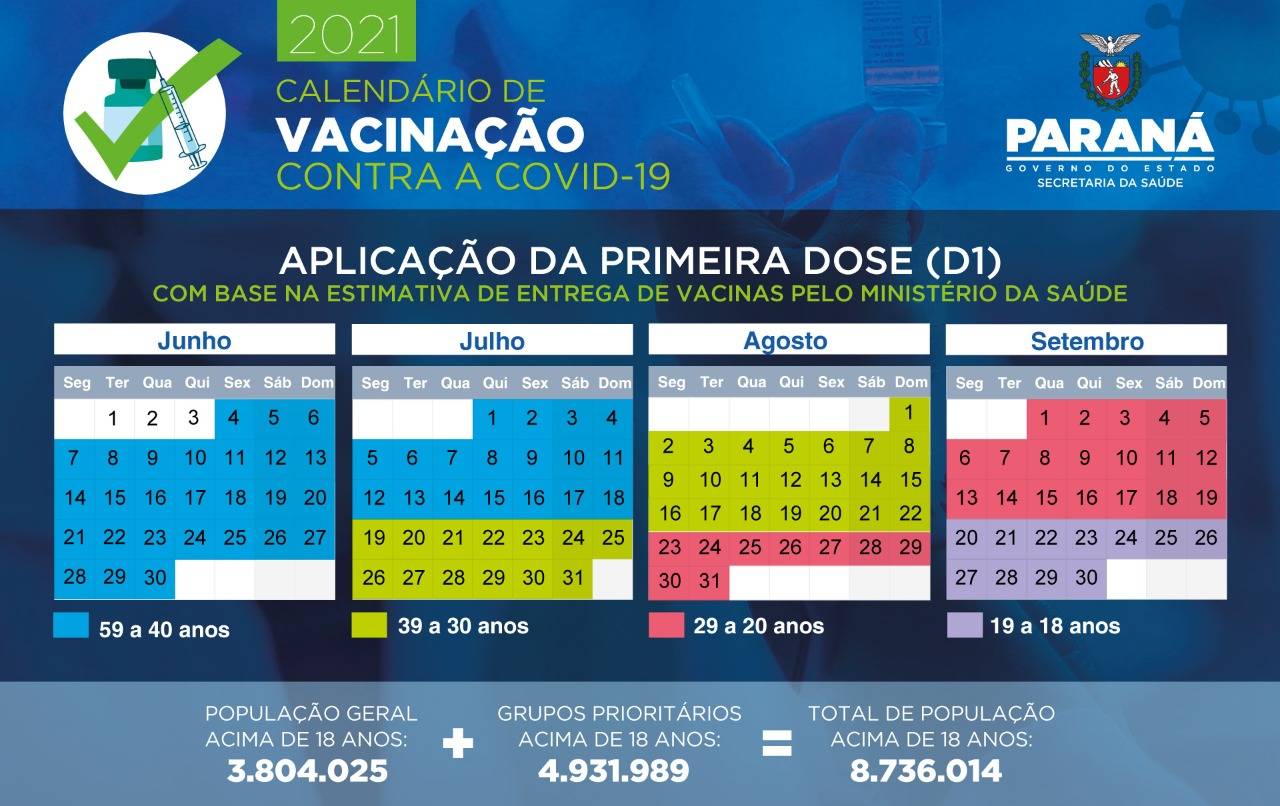 2021
CALENDÁRIO DE
VACINAÇÃO
CONTRA A COVID-19
PARANÁ
GOVERNO DO ESTADO
SECRETARIA DA SAÚDE
APLICAÇÃO DA PRIMEIRA DOSE (D1)
COM BASE NA ESTIMATIVA DE ENTREGA DE VACINAS PELO MINISTÉRIO DA SAÚDE
Junho
Seg Ter Qua Qui Sex Sáb Dom
1 2 3 4 5 6
7 8 9 10 11 12 13
14 15 16 17 18 19 20
21 22 23 24 25 26 27
28 29 30
59 a 40 anos
Julho
Seg Ter Qua Qui Sex Sáb Dom
1 2 3 4
5 6 7 8 9 10 11
12 13 14 15 16 17 18
19 20 21 22 23 24 25
26 27 28 29 30 31
39 a 30 anos
Agosto
Seg Ter Qua Qui Sex Sáb Dom
1
2 3 4 5 6 7 8
9 10 11 12 13 14 15
16 17 18 19 20 21 22
23 24 25 26 27 28 29
30 31
29 a 20 anos
Setembro
Seg Ter Qua Qui Sex Sáb Dom
1 2 3 4 5
6 7 8 9 10 11 12
13 14 15 16 17 18 19
20 21 22 23 24 25 26
27 28 29 30
19 a 18 anos
POPULAÇÃO GERAL
ACIMA DE 18 ANOS:
3.804.025
+
GRUPOS PRIORITÁRIOS
ACIMA DE 18 ANOS:
4.931.989
=
TOTAL DE POPULAÇÃO
ACIMA DE 18 ANOS:
8.736.014